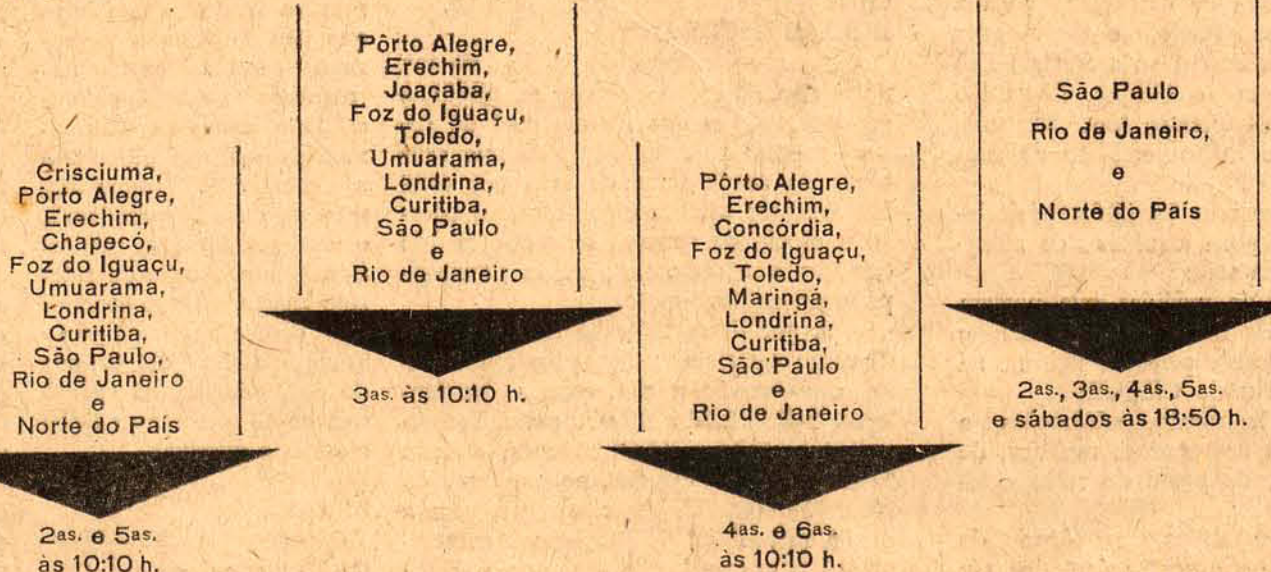 Crisciuma,
Pôrto Alegre,
Erechim,
Chapecó,
Foz do Iguaçu,
Umuarama,
Londrina,
Curitiba,
São Paulo,
Rio de Janeiro
e
Norte do País
2as. e 5as.
às 10:10 h.
Pôrto Alegre,
Erechim,
Joaçaba,
Foz do Iguaçu,
Toledo,
Umuarama,
Londrina,
Curitiba,
São Paulo
e
Rio de Janeiro
3as. às 10:10 h.
Pôrto Alegre,
Erechim,
Concórdia,
Foz do Iguaçu,
Toledo,
Maringá,
Londrina,
Curitiba,
São Paulo
e
Rio de Janeiro
4as. e 6as.
às 10:10 h.
São Paulo
Rio de Janeiro,
e
Norte do País
2as., 3as., 4as., 5as.
e sábados às 18:50 h.